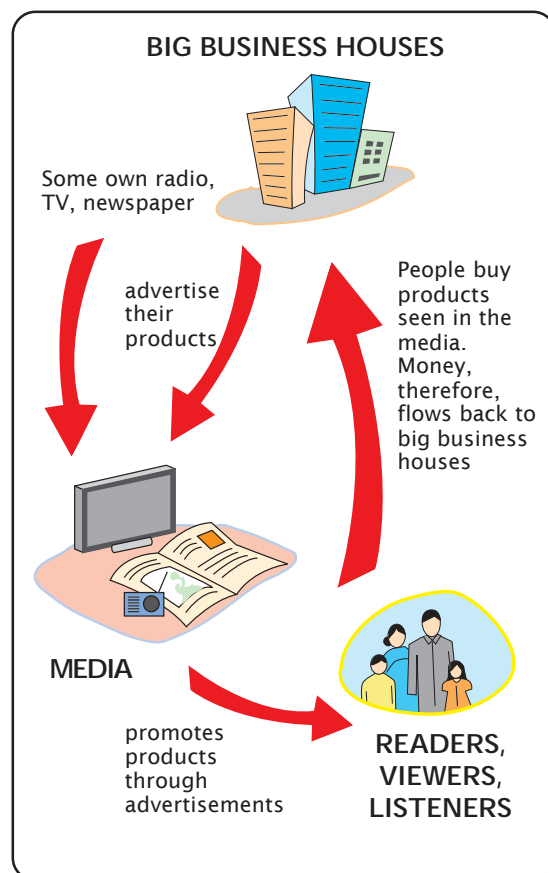 BIG BUSINESS HOUSES
Some own radio,
TV, newspaper
advertise
their
products
People buy
products
seen in the
media.
Money,
therefore,
flows back to
big business
houses
MEDIA
promotes
products
through
advertisements
READERS,
VIEWERS,
LISTENERS